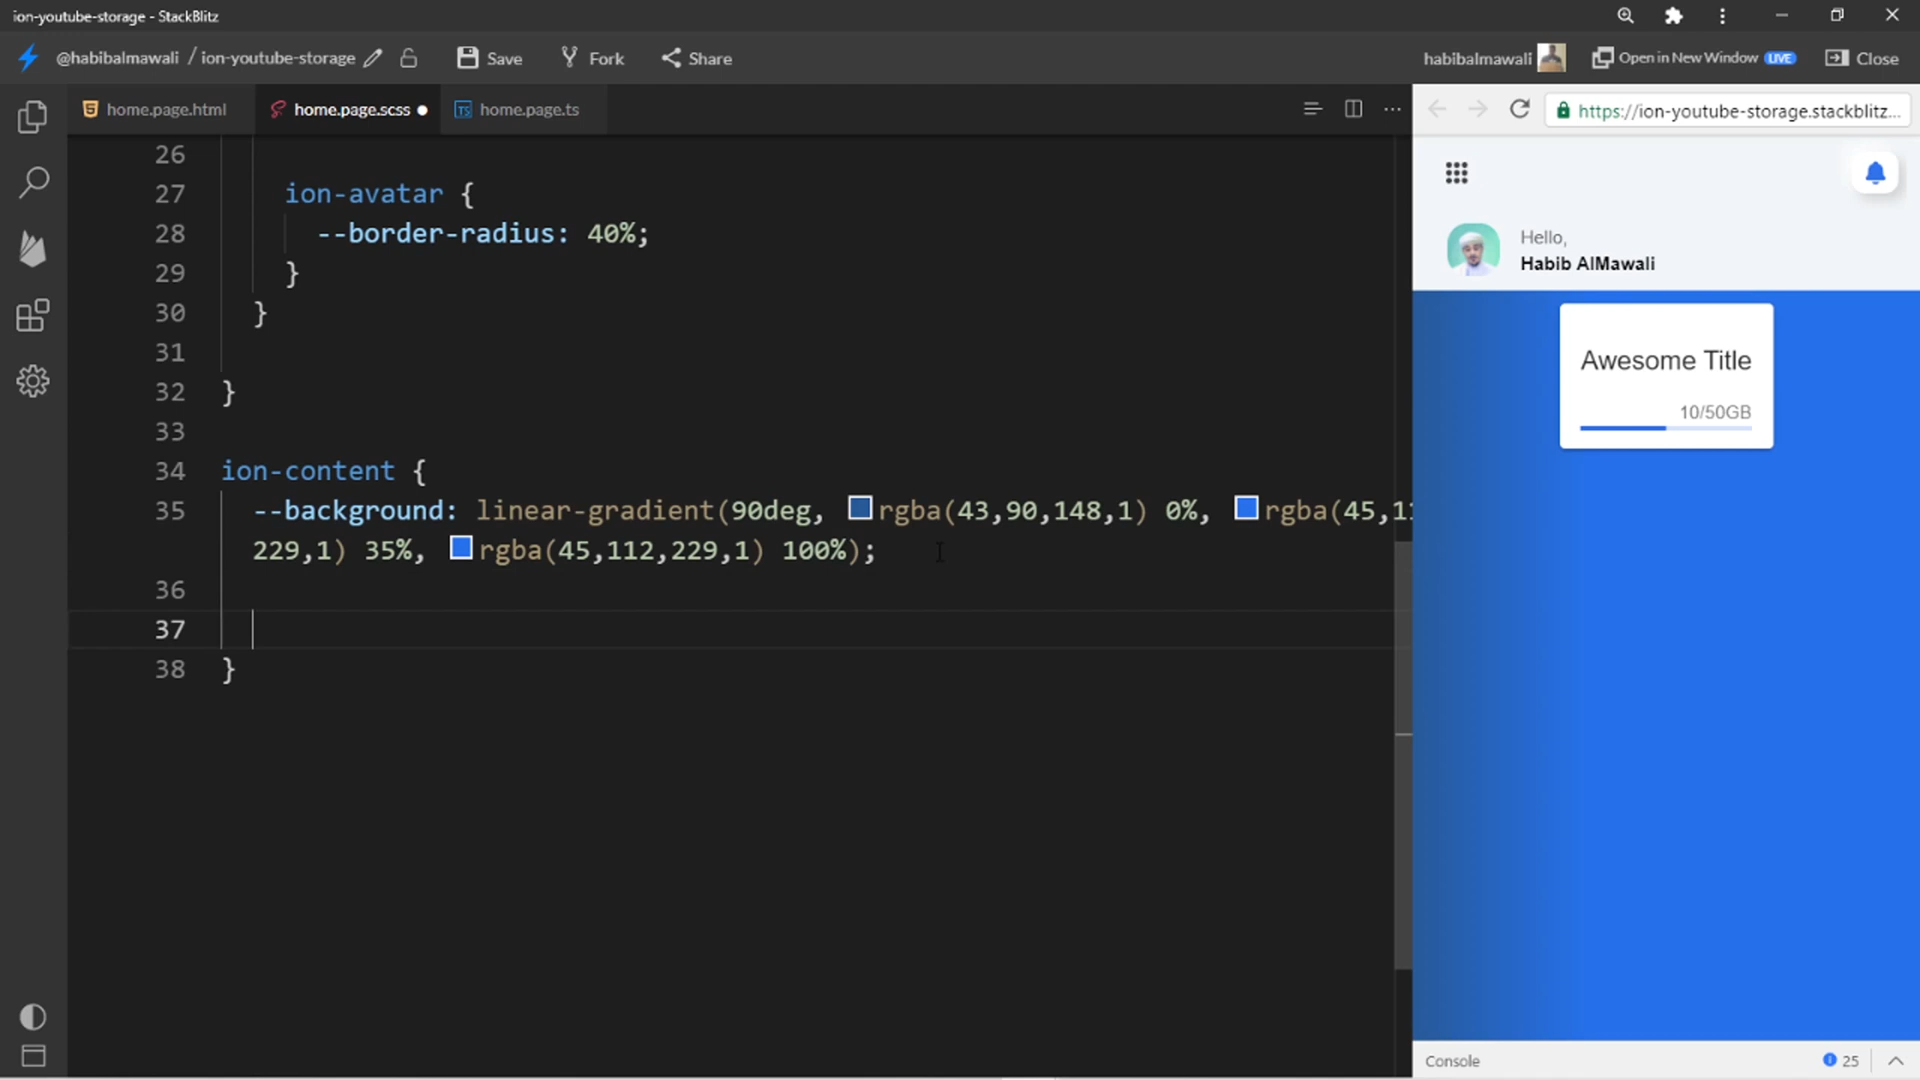 ion-youtube-storage - StackBlitz
@habibalmawali / ion-youtube-storage
Save
Fork
Share
habibalmawali
Open in New Window LIVE
Close
home.page.html
home.page.scss
home.page.ts
https://ion-youtube-storage.stackblitz...
26
27 ion-avatar {
28 --border-radius: 40%;
29 }
30 }
31
32 }
33
34 ion-content {
35 --background: linear-gradient(90deg, rgba(43,90,148,1) 0%, rgba(45,11
229,1) 35%, rgba(45,112,229,1) 100%);
36
37
38 }
Hello,
Habib AlMawali
Awesome Title
10/50GB
Console
25